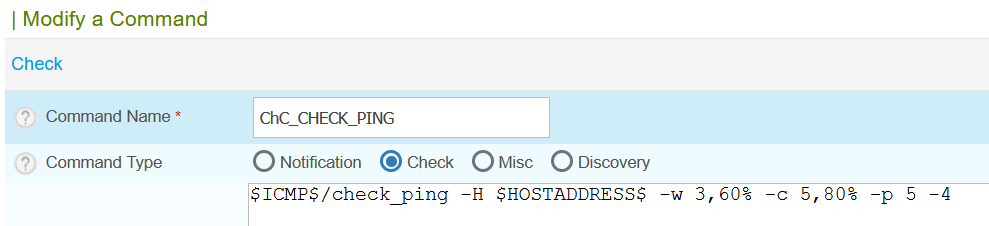 | Modify a Command
Check
? Command Name * ChC_CHECK_PING
? Command Type Notification Check Misc Discovery
$ICMP$/check_ping -H $HOSTADDRESS$ -w 3,60% -c 5,80% -p 5 -4